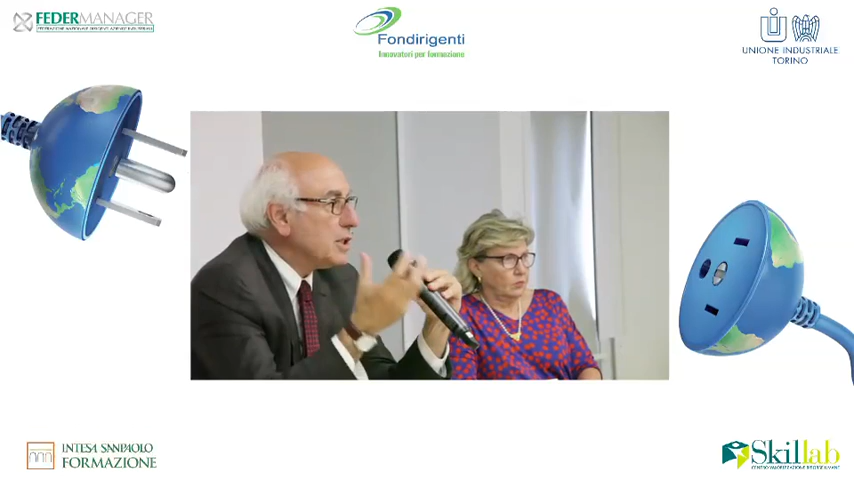 FEDERMANAGER
Fondirigenti
Innovatori per formazione
UNIONE INDUSTRIALE
TORINO
INTESA SANPAOLO
FORMAZIONE
Skillab